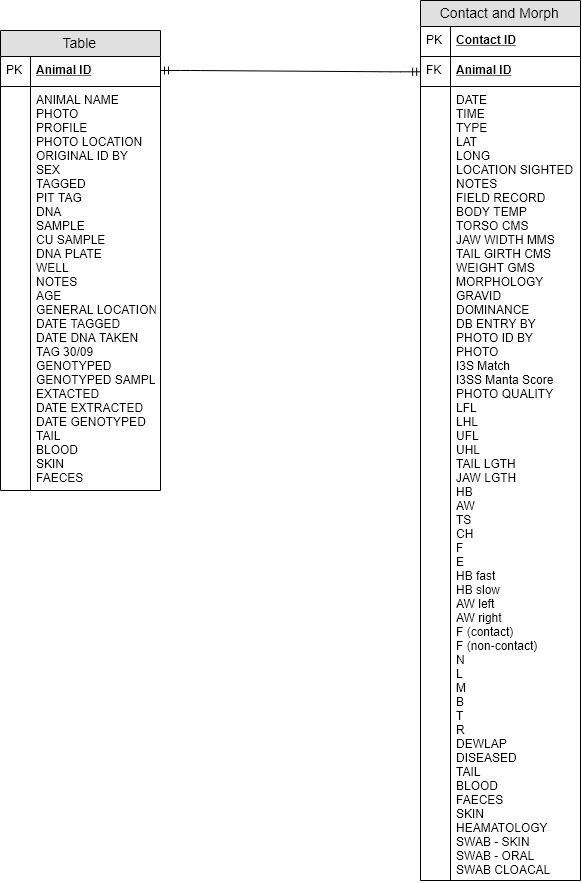 Table
PK Animal ID
ANIMAL NAME
PHOTO
PROFILE
PHOTO LOCATION
ORIGINAL ID BY
SEX
TAGGED
PIT TAG
DNA
SAMPLE
CU SAMPLE
DNA PLATE
WELL
NOTES
AGE
GENERAL LOCATION
DATE TAGGED
DATE DNA TAKEN
TAG 30/09
GENOTYPED
GENOTYPED SAMPL
EXTACTED
DATE EXTRACTED
DATE GENOTYPED
TAIL
BLOOD
SKIN
FAECES
Contact and Morph
PK Contact ID
FK Animal ID
DATE
TIME
TYPE
LAT
LONG
LOCATION SIGHTED
NOTES
FIELD RECORD
BODY TEMP
TORSO CMS
JAW WIDTH MMS
TAIL GIRTH CMS
WEIGHT GMS
MORPHOLOGY
GRAVID
DOMINANCE
DB ENTRY BY
PHOTO ID BY
PHOTO
I3S Match
I3SS Manta Score
PHOTO QUALITY
LFL
LHL
UFL
UHL
TAIL LGTH
JAW LGTH
HB
AW
TS
CH
F
E
HB fast
HB slow
AW left
AW right
F (contact)
F (non-contact)
N
L
M
B
T
R
DEWLAP
DISEASED
TAIL
BLOOD
FAECES
SKIN
HEAMATOLOGY
SWAB - SKIN
SWAB - ORAL
SWAB CLOACAL